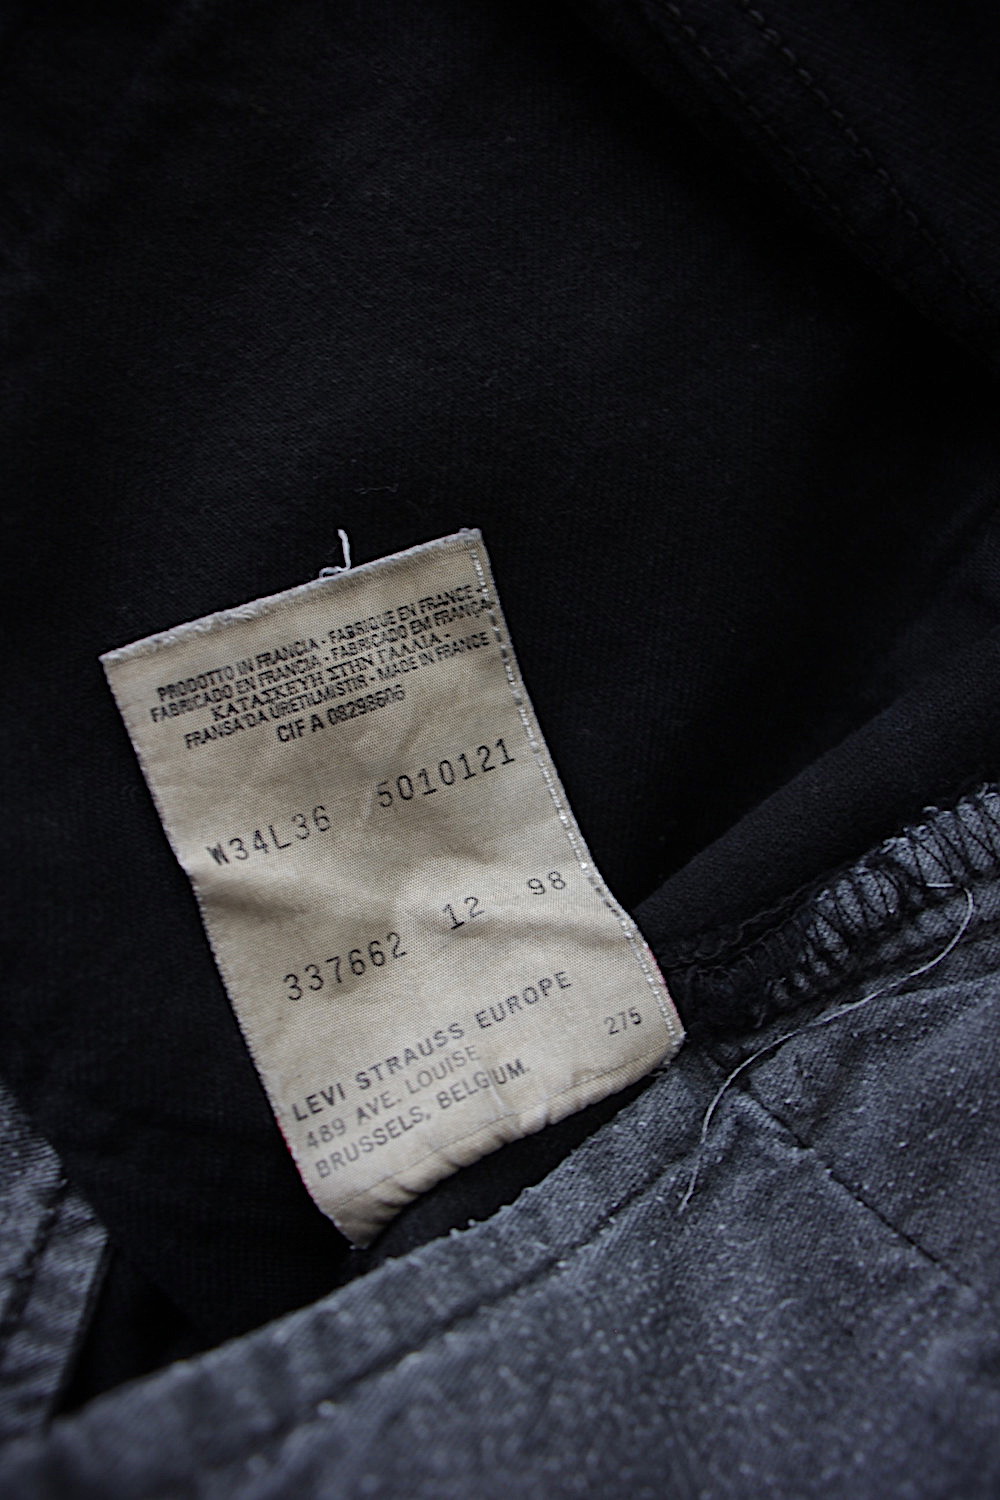 PRODOTTO IN FRANCIA - FABRIQUE EN FRANCE -
FABRICADO EN FRANCIA - FABRICADO EM FRANÇA-
ΚΑΤΑΣΚΕΥΗ ΣΤΗΝ ΓΑΛΛΙΑ -
FRANSA'DA ÜRETILMISTIR - MADE IN FRANCE
CIF A 08298606
W34L36 5010121
337662 12 98
LEVI STRAUSS EUROPE
489 AVE. LOUISE 275
BRUSSELS, BELGIUM.